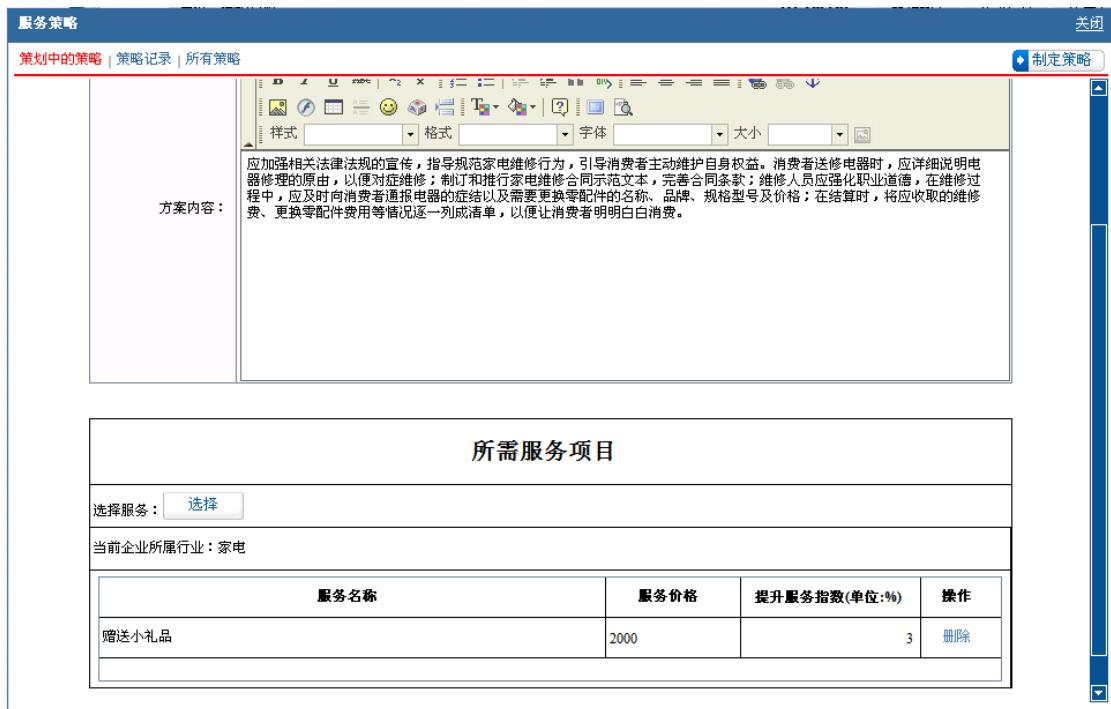 服务策略
关闭
策划中的策略 | 策略记录 | 所有策略
制定策略
样式 格式 字体 大小
方案内容：
应加强相关法律法规的宣传，指导规范家电维修行为，引导消费者主动维护自身权益。消费者送修电器时，应详细说明电
器修理的原由，以便对症维修；制订和推行家电维修合同示范文本，完善合同条款；维修人员应强化职业道德，在维修过
程中，应及时向消费者通报电器的症结以及需要更换零配件的名称、品牌、规格型号及价格；在结算时，将应收取的维修
费、更换零配件费用等情况逐一列成清单，以便让消费者明明白白消费。
所需服务项目
选择服务： 选择
当前企业所属行业：家电
服务名称 服务价格 提升服务指数(单位:%) 操作
赠送小礼品 2000 3 删除